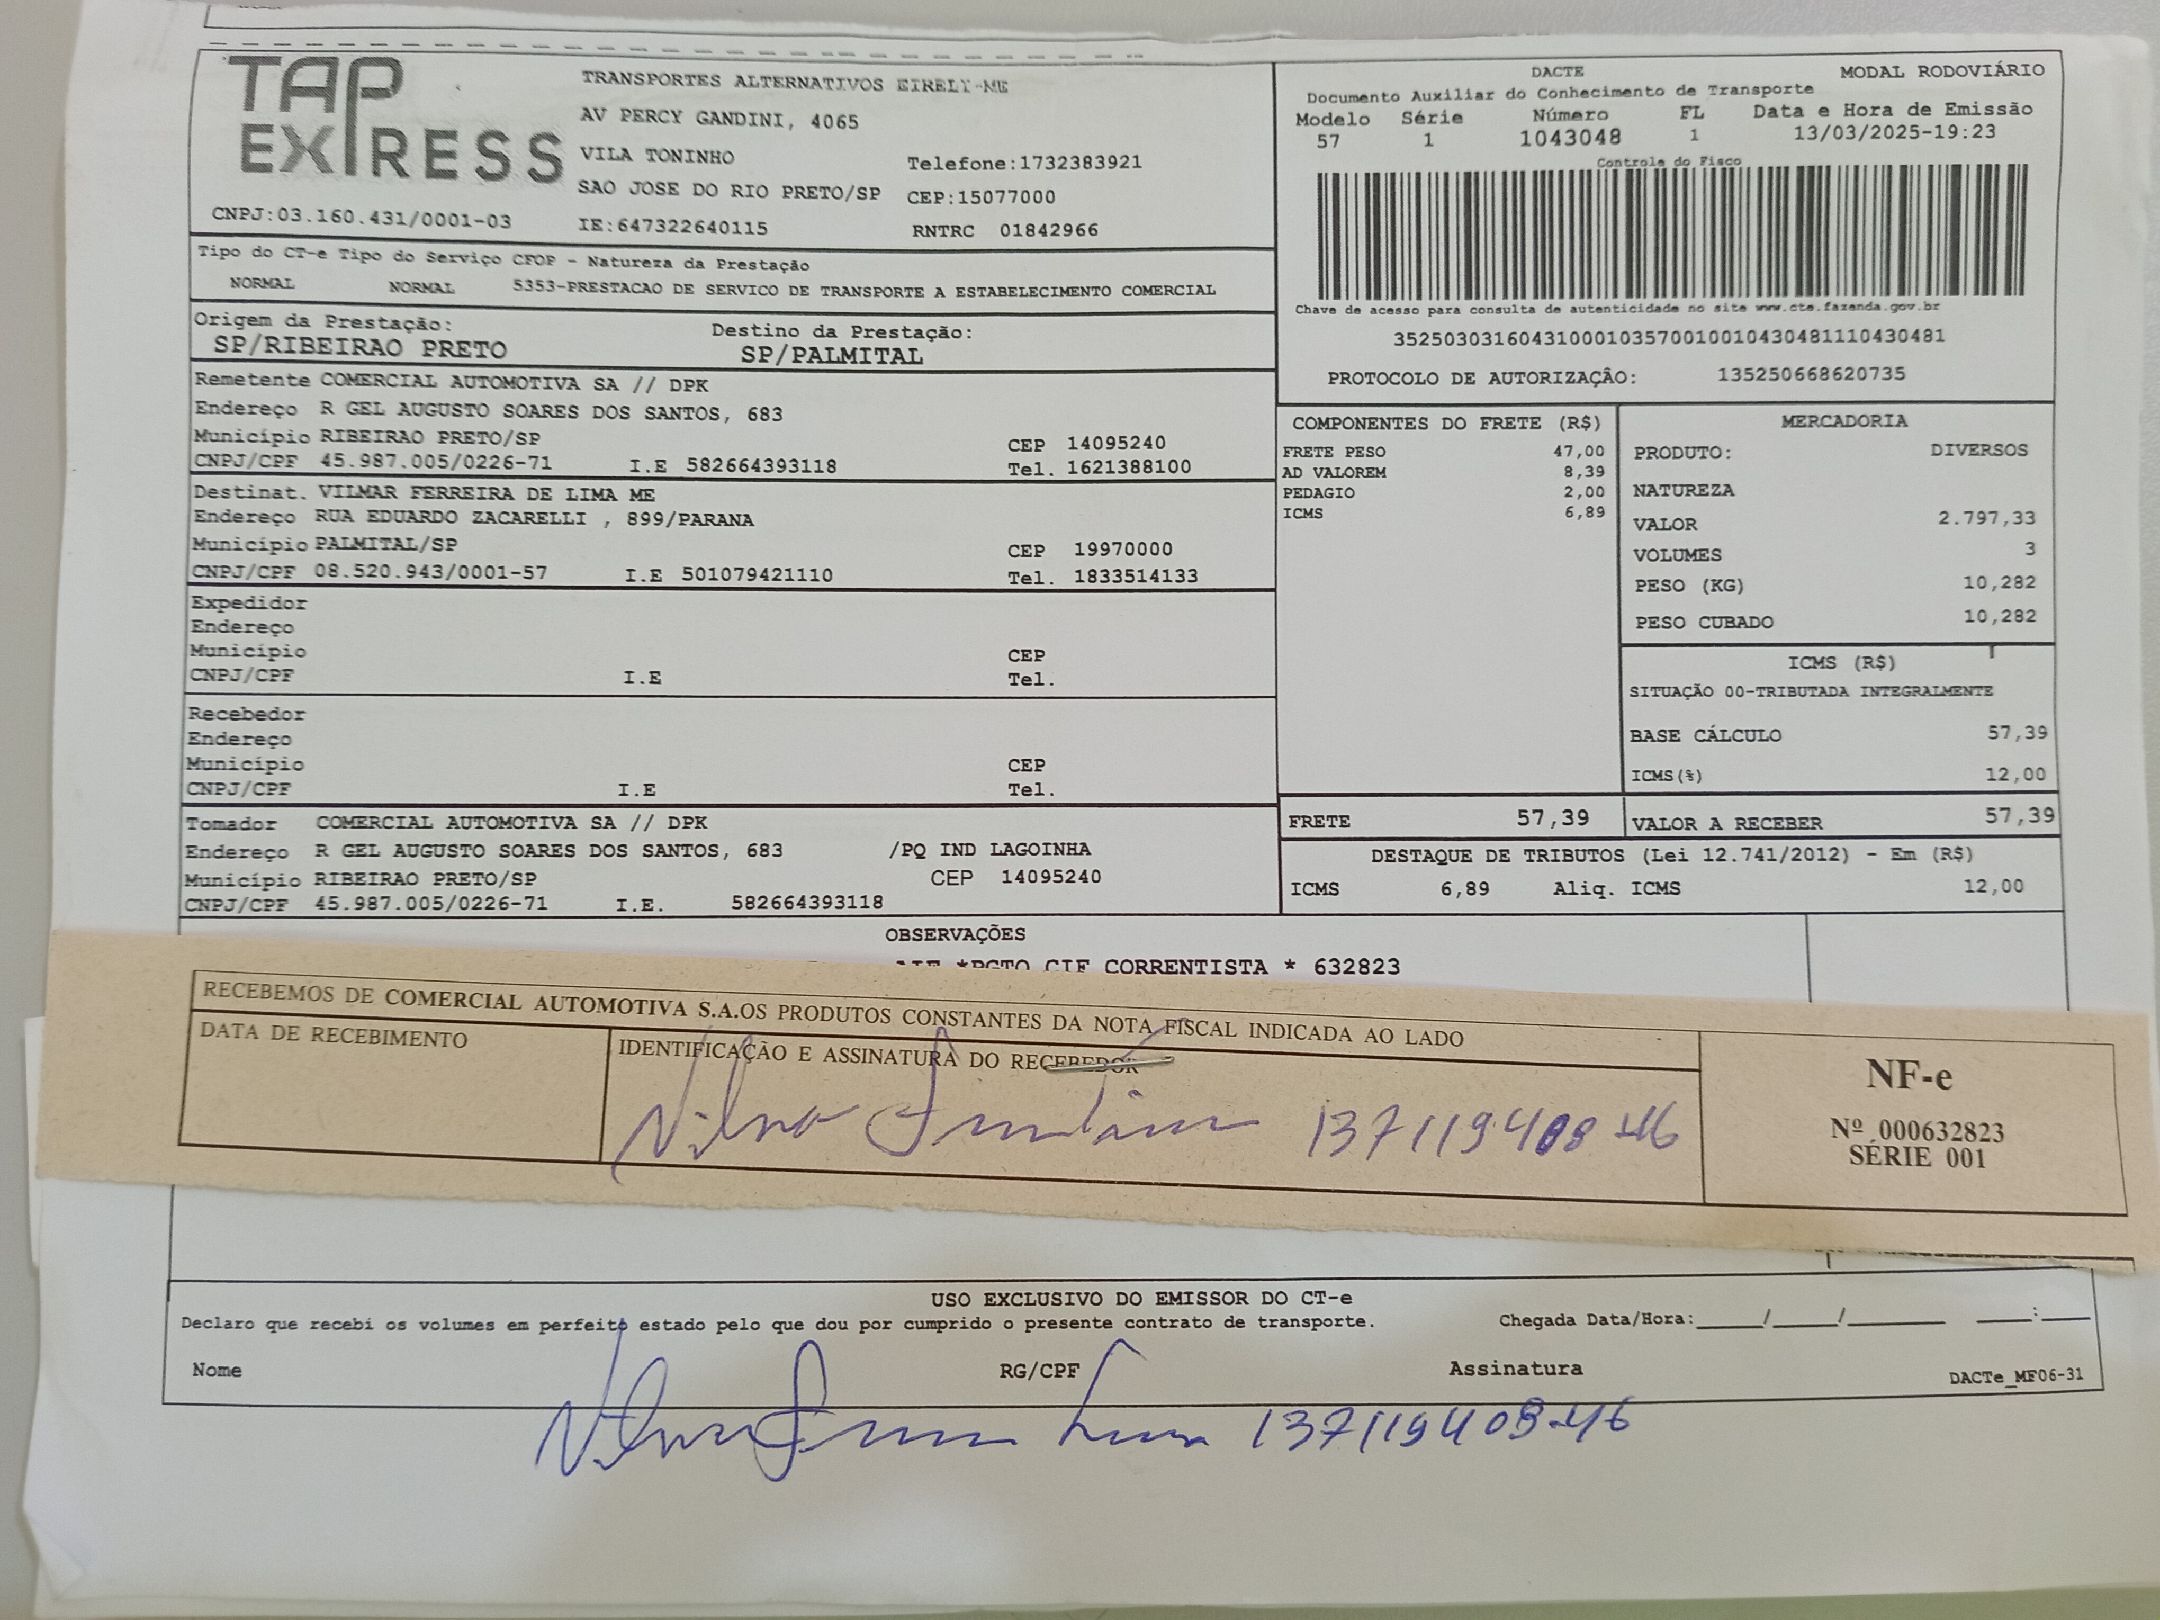 TAP EXPRESS
TRANSPORTES ALTERNATIVOS EIRELY-ME
AV PERCY GANDINI, 4065
VILA TONINHO
Telefone:1732383921
SAO JOSE DO RIO PRETO/SP CEP:15077000
CNPJ:03.160.431/0001-03 IE:647322640115 RNTRC 01842966
DACTE MODAL RODOVIÁRIO
Documento Auxiliar do Conhecimento de Transporte
Modelo Série Número FL Data e Hora de Emissão
57 1 1043048 1 13/03/2025-19:23
Controle do Fisco
Chave de acesso para consulta de autenticidade no site www.cte.fazenda.gov.br
35250303160431000103570010010430481110430481
PROTOCOLO DE AUTORIZAÇÃO: 135250668620735
Tipo do CT-e Tipo do Serviço CFOP - Natureza da Prestação
NORMAL NORMAL 5353-PRESTACAO DE SERVICO DE TRANSPORTE A ESTABELECIMENTO COMERCIAL
Origem da Prestação: Destino da Prestação:
SP/RIBEIRAO PRETO SP/PALMITAL
Remetente COMERCIAL AUTOMOTIVA SA // DPK
Endereço R GEL AUGUSTO SOARES DOS SANTOS, 683
Município RIBEIRAO PRETO/SP CEP 14095240
CNPJ/CPF 45.987.005/0226-71 I.E 582664393118 Tel. 1621388100
Destinat. VILMAR FERREIRA DE LIMA ME
Endereço RUA EDUARDO ZACARELLI , 899/PARANA
Município PALMITAL/SP CEP 19970000
CNPJ/CPF 08.520.943/0001-57 I.E 501079421110 Tel. 1833514133
Expedidor
Endereço
Município CEP
CNPJ/CPF I.E Tel.
Recebedor
Endereço
Município CEP
CNPJ/CPF I.E Tel.
Tomador COMERCIAL AUTOMOTIVA SA // DPK
Endereço R GEL AUGUSTO SOARES DOS SANTOS, 683 /PQ IND LAGOINHA
Município RIBEIRAO PRETO/SP CEP 14095240
CNPJ/CPF 45.987.005/0226-71 I.E. 582664393118
COMPONENTES DO FRETE (R$)
FRETE PESO 47,00
AD VALOREM 8,39
PEDAGIO 2,00
ICMS 6,89
MERCADORIA
PRODUTO: DIVERSOS
NATUREZA
VALOR 2.797,33
VOLUMES 3
PESO (KG) 10,282
PESO CUBADO 10,282
ICMS (R$)
SITUAÇÃO 00-TRIBUTADA INTEGRALMENTE
BASE CÁLCULO 57,39
ICMS(%) 12,00
FRETE 57,39 VALOR A RECEBER 57,39
DESTAQUE DE TRIBUTOS (Lei 12.741/2012) - Em (R$)
ICMS 6,89 Aliq. ICMS 12,00
OBSERVAÇÕES
*PGTO CIF CORRENTISTA * 632823
RECEBEMOS DE COMERCIAL AUTOMOTIVA S.A.OS PRODUTOS CONSTANTES DA NOTA FISCAL INDICADA AO LADO
DATA DE RECEBIMENTO
IDENTIFICAÇÃO E ASSINATURA DO RECEBEDOR
NF-e
Nº 000632823
SÉRIE 001
USO EXCLUSIVO DO EMISSOR DO CT-e
Declaro que recebi os volumes em perfeito estado pelo que dou por cumprido o presente contrato de transporte. Chegada Data/Hora:_____/_____/________ ____:____
Nome RG/CPF Assinatura DACTe_MF06-31
137119408-46